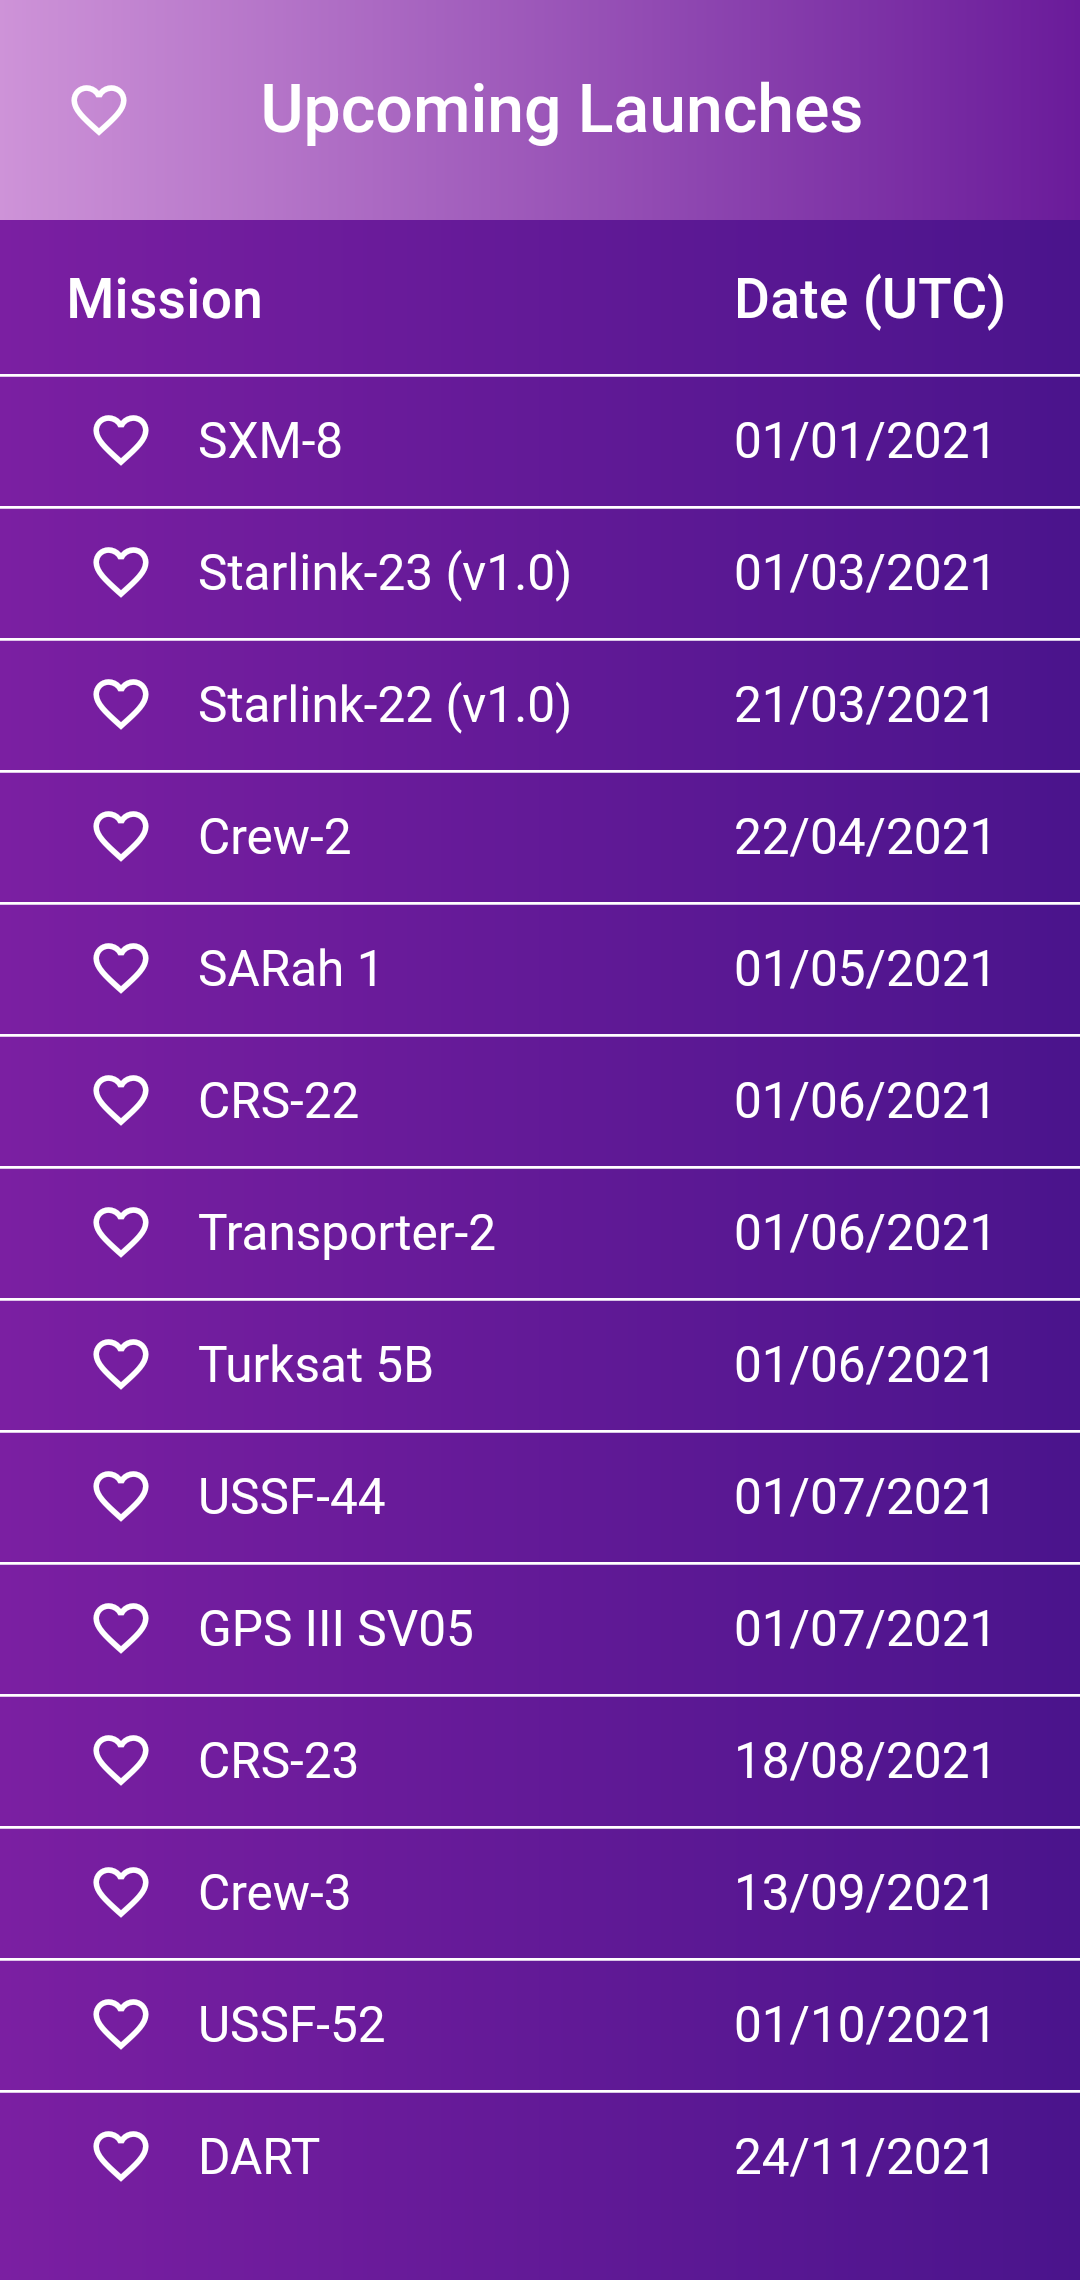 Upcoming Launches
Mission Date (UTC)
SXM-8 01/01/2021
Starlink-23 (v1.0) 01/03/2021
Starlink-22 (v1.0) 21/03/2021
Crew-2 22/04/2021
SARah 1 01/05/2021
CRS-22 01/06/2021
Transporter-2 01/06/2021
Turksat 5B 01/06/2021
USSF-44 01/07/2021
GPS III SV05 01/07/2021
CRS-23 18/08/2021
Crew-3 13/09/2021
USSF-52 01/10/2021
DART 24/11/2021